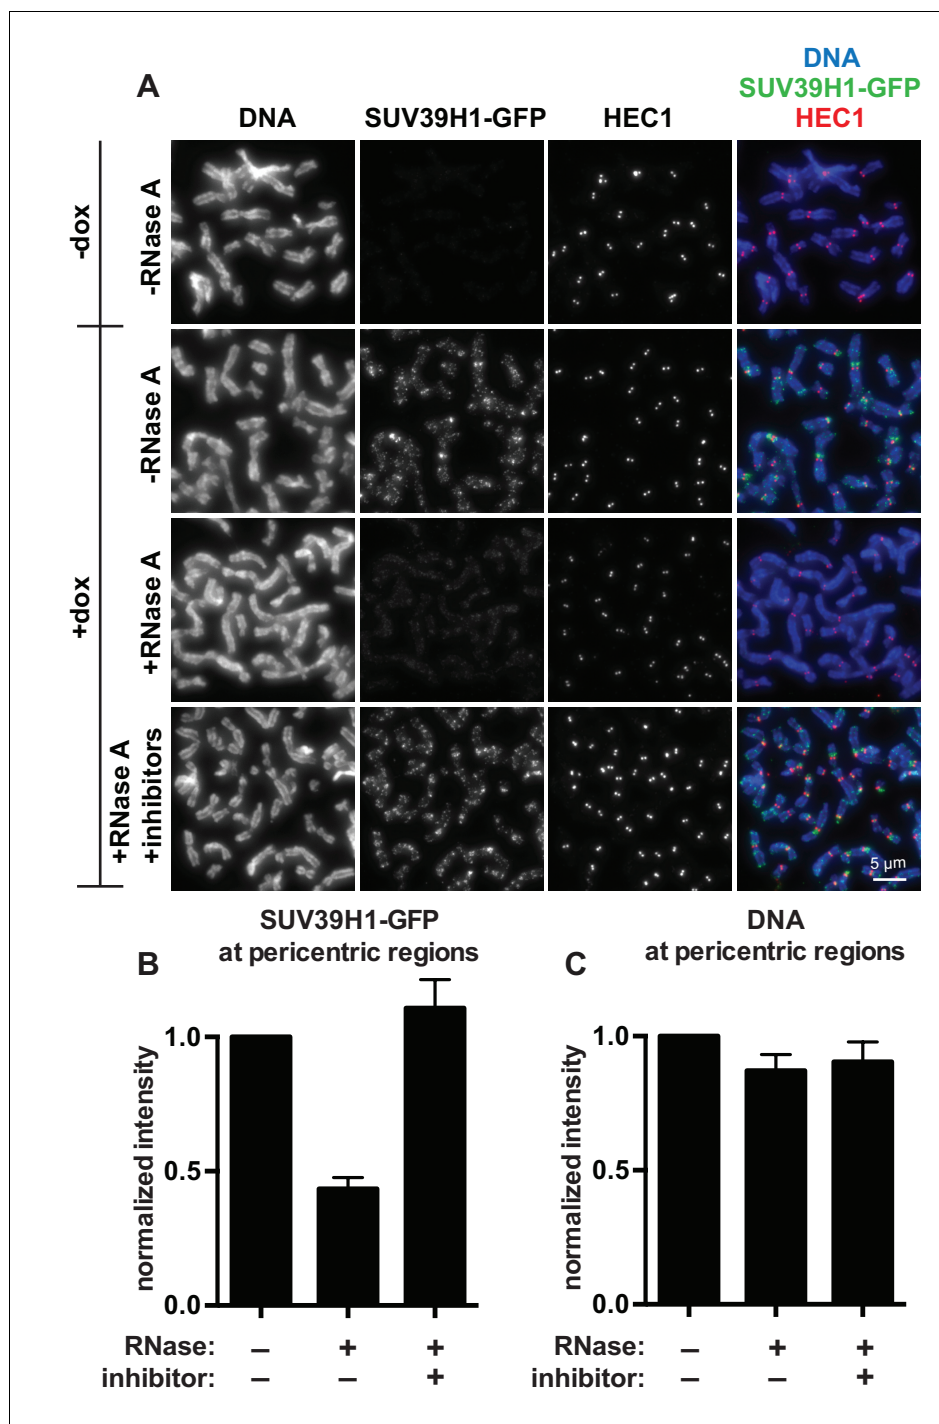 A
DNA
SUV39H1-GFP
HEC1
DNA
SUV39H1-GFP
HEC1
-dox
-RNase A
+dox
-RNase A
+RNase A
+RNase A
+inhibitors
5 µm
B
SUV39H1-GFP
at pericentric regions
normalized intensity
1.0
0.5
0.0
RNase: – + +
inhibitor: – – +
C
DNA
at pericentric regions
normalized intensity
1.0
0.5
0.0
RNase: – + +
inhibitor: – – +